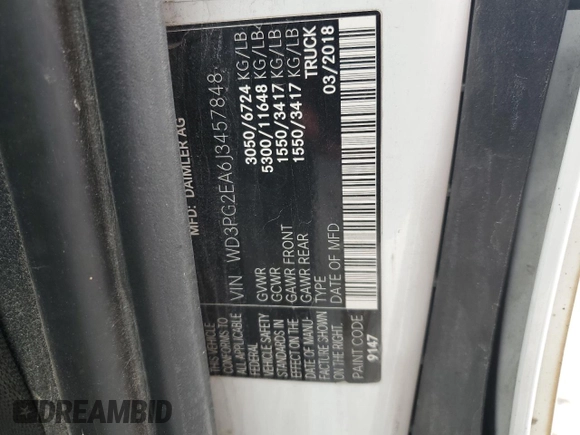 MFD: DAIMLER AG
VIN WD3PG2EA6J3457848
GVWR 3050/6724 KG/LB
GCWR 5300/11648 KG/LB
GAWR FRONT 1550/3417 KG/LB
GAWR REAR 1550/3417 KG/LB
TYPE TRUCK
DATE OF MFD 03/2018
THIS VEHICLE
CONFORMS TO
ALL APPLICABLE
FEDERAL
VEHICLE SAFETY
STANDARDS IN
EFFECT ON THE
DATE OF MANU-
FACTURE SHOWN
ON THE RIGHT.
PAINT CODE
9147
DREAMBID